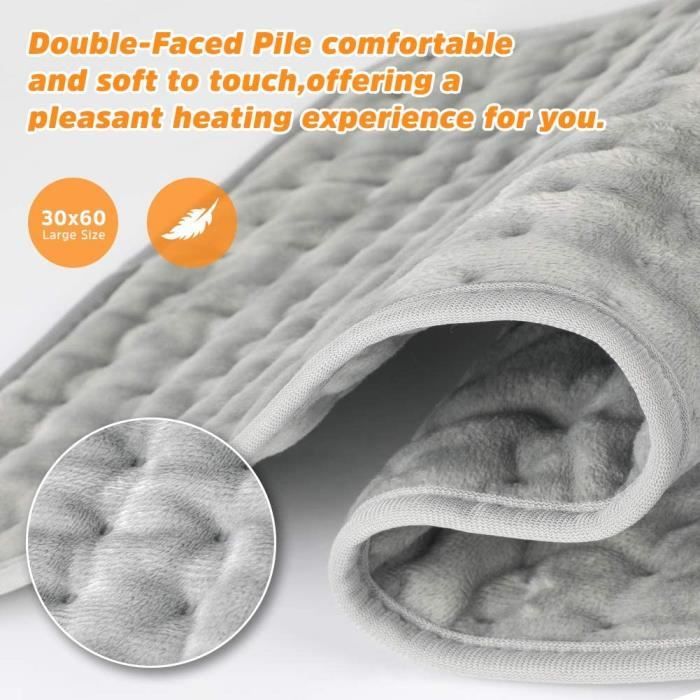 Double-Faced Pile comfortable
and soft to touch,offering a
pleasant heating experience for you.
30x60
Large Size